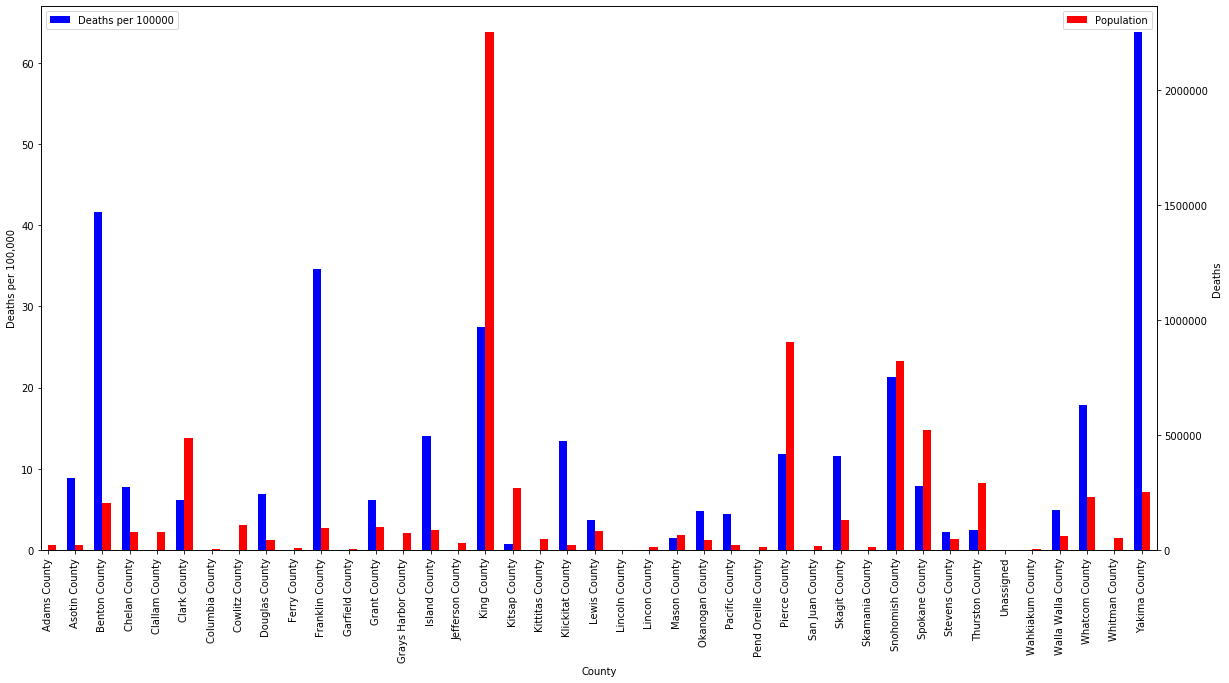 Deaths per 100000
Population
60
50
40
30
20
10
0
Deaths per 100,000
2000000
1500000
1000000
500000
0
Deaths
Adams County
Asotin County
Benton County
Chelan County
Clallam County
Clark County
Columbia County
Cowlitz County
Douglas County
Ferry County
Franklin County
Garfield County
Grant County
Grays Harbor County
Island County
Jefferson County
King County
Kitsap County
Kittitas County
Klickitat County
Lewis County
Lincoln County
Lincon County
Mason County
Okanogan County
Pacific County
Pend Oreille County
Pierce County
San Juan County
Skagit County
Skamania County
Snohomish County
Spokane County
Stevens County
Thurston County
Unassigned
Wahkiakum County
Walla Walla County
Whatcom County
Whitman County
Yakima County
County